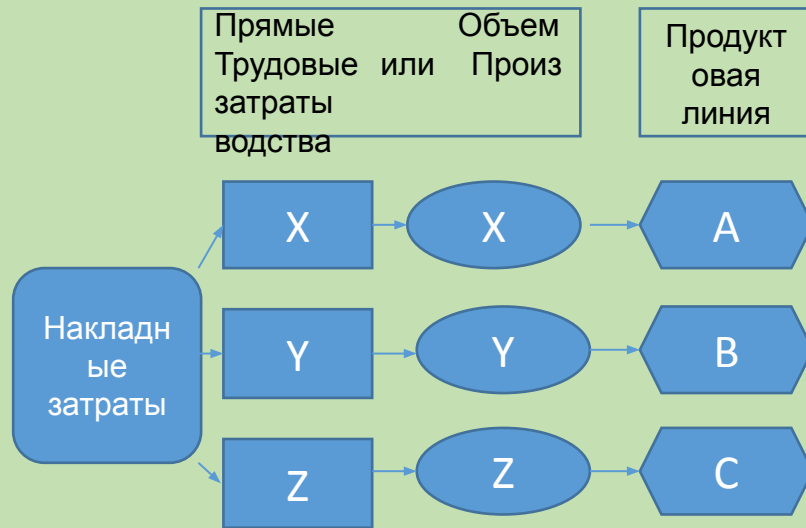 Прямые Объем
Трудовые или Произ
затраты
водства
Продукт
овая
линия
X X A
Накладн
ые
затраты
Y Y B
Z Z C